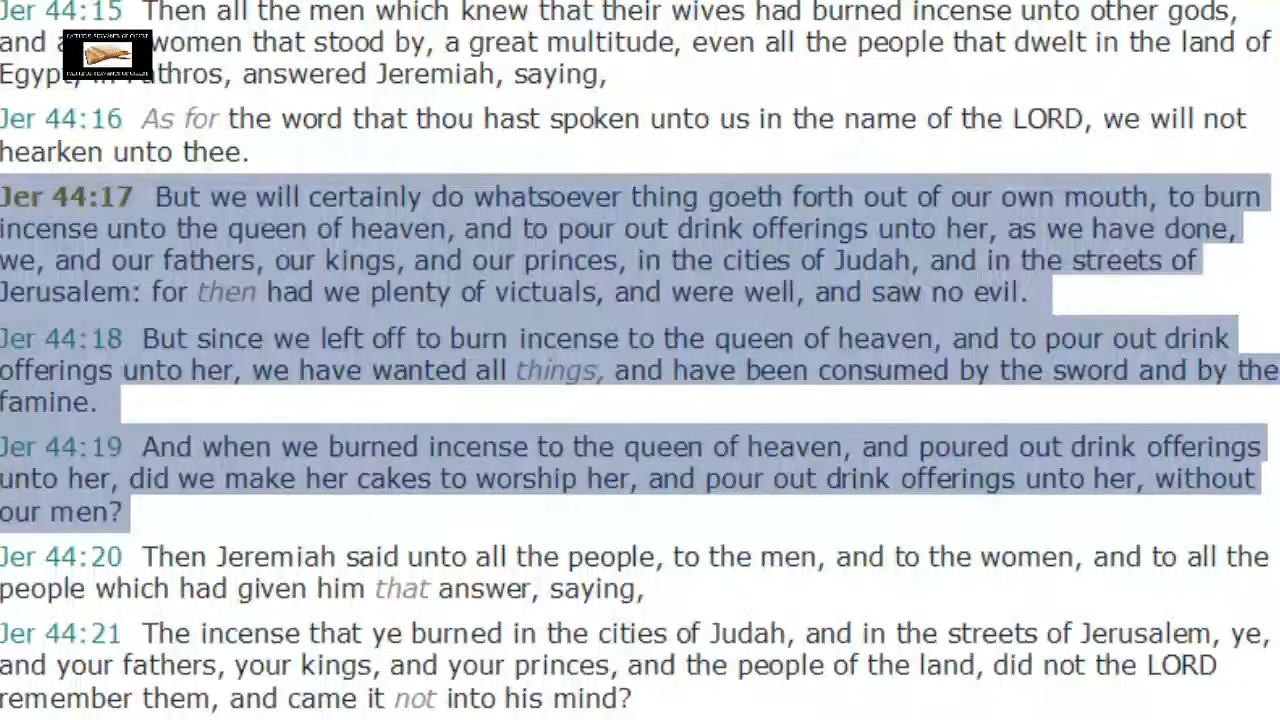 Jer 44:15 Then all the men which knew that their wives had burned incense unto other gods,
and a women that stood by, a great multitude, even all the people that dwelt in the land of
Egypt, in Pathros, answered Jeremiah, saying,
Jer 44:16 As for the word that thou hast spoken unto us in the name of the LORD, we will not
hearken unto thee.
Jer 44:17 But we will certainly do whatsoever thing goeth forth out of our own mouth, to burn
incense unto the queen of heaven, and to pour out drink offerings unto her, as we have done,
we, and our fathers, our kings, and our princes, in the cities of Judah, and in the streets of
Jerusalem: for then had we plenty of victuals, and were well, and saw no evil.
Jer 44:18 But since we left off to burn incense to the queen of heaven, and to pour out drink
offerings unto her, we have wanted all things, and have been consumed by the sword and by the
famine.
Jer 44:19 And when we burned incense to the queen of heaven, and poured out drink offerings
unto her, did we make her cakes to worship her, and pour out drink offerings unto her, without
our men?
Jer 44:20 Then Jeremiah said unto all the people, to the men, and to the women, and to all the
people which had given him that answer, saying,
Jer 44:21 The incense that ye burned in the cities of Judah, and in the streets of Jerusalem, ye,
and your fathers, your kings, and your princes, and the people of the land, did not the LORD
remember them, and came it not into his mind?